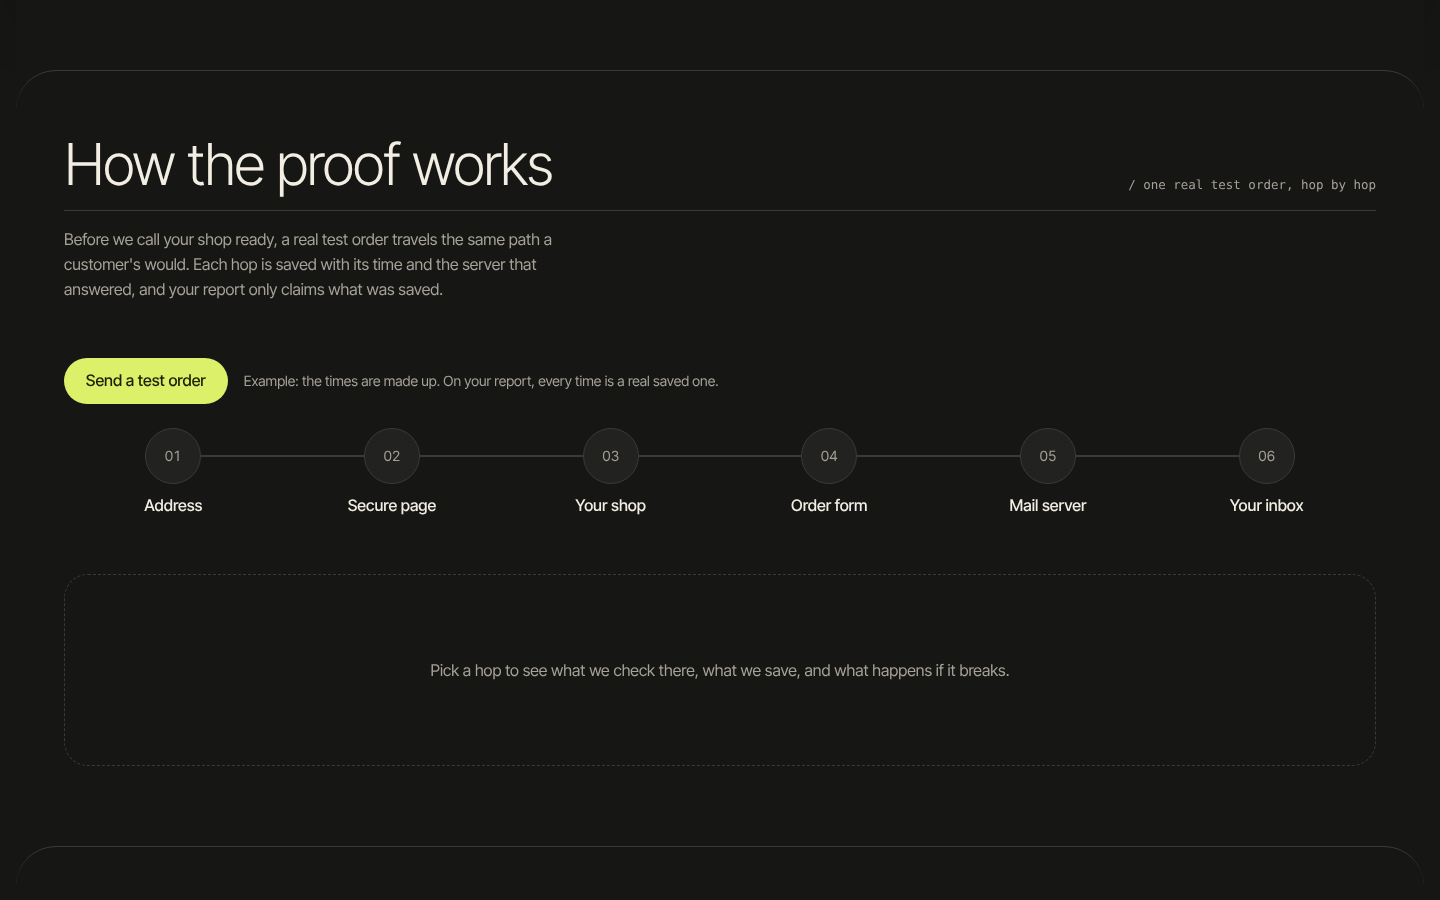 How the proof works
/ one real test order, hop by hop
Before we call your shop ready, a real test order travels the same path a
customer's would. Each hop is saved with its time and the server that
answered, and your report only claims what was saved.
Send a test order
Example: the times are made up. On your report, every time is a real saved one.
01
02
03
04
05
06
Address
Secure page
Your shop
Order form
Mail server
Your inbox
Pick a hop to see what we check there, what we save, and what happens if it breaks.